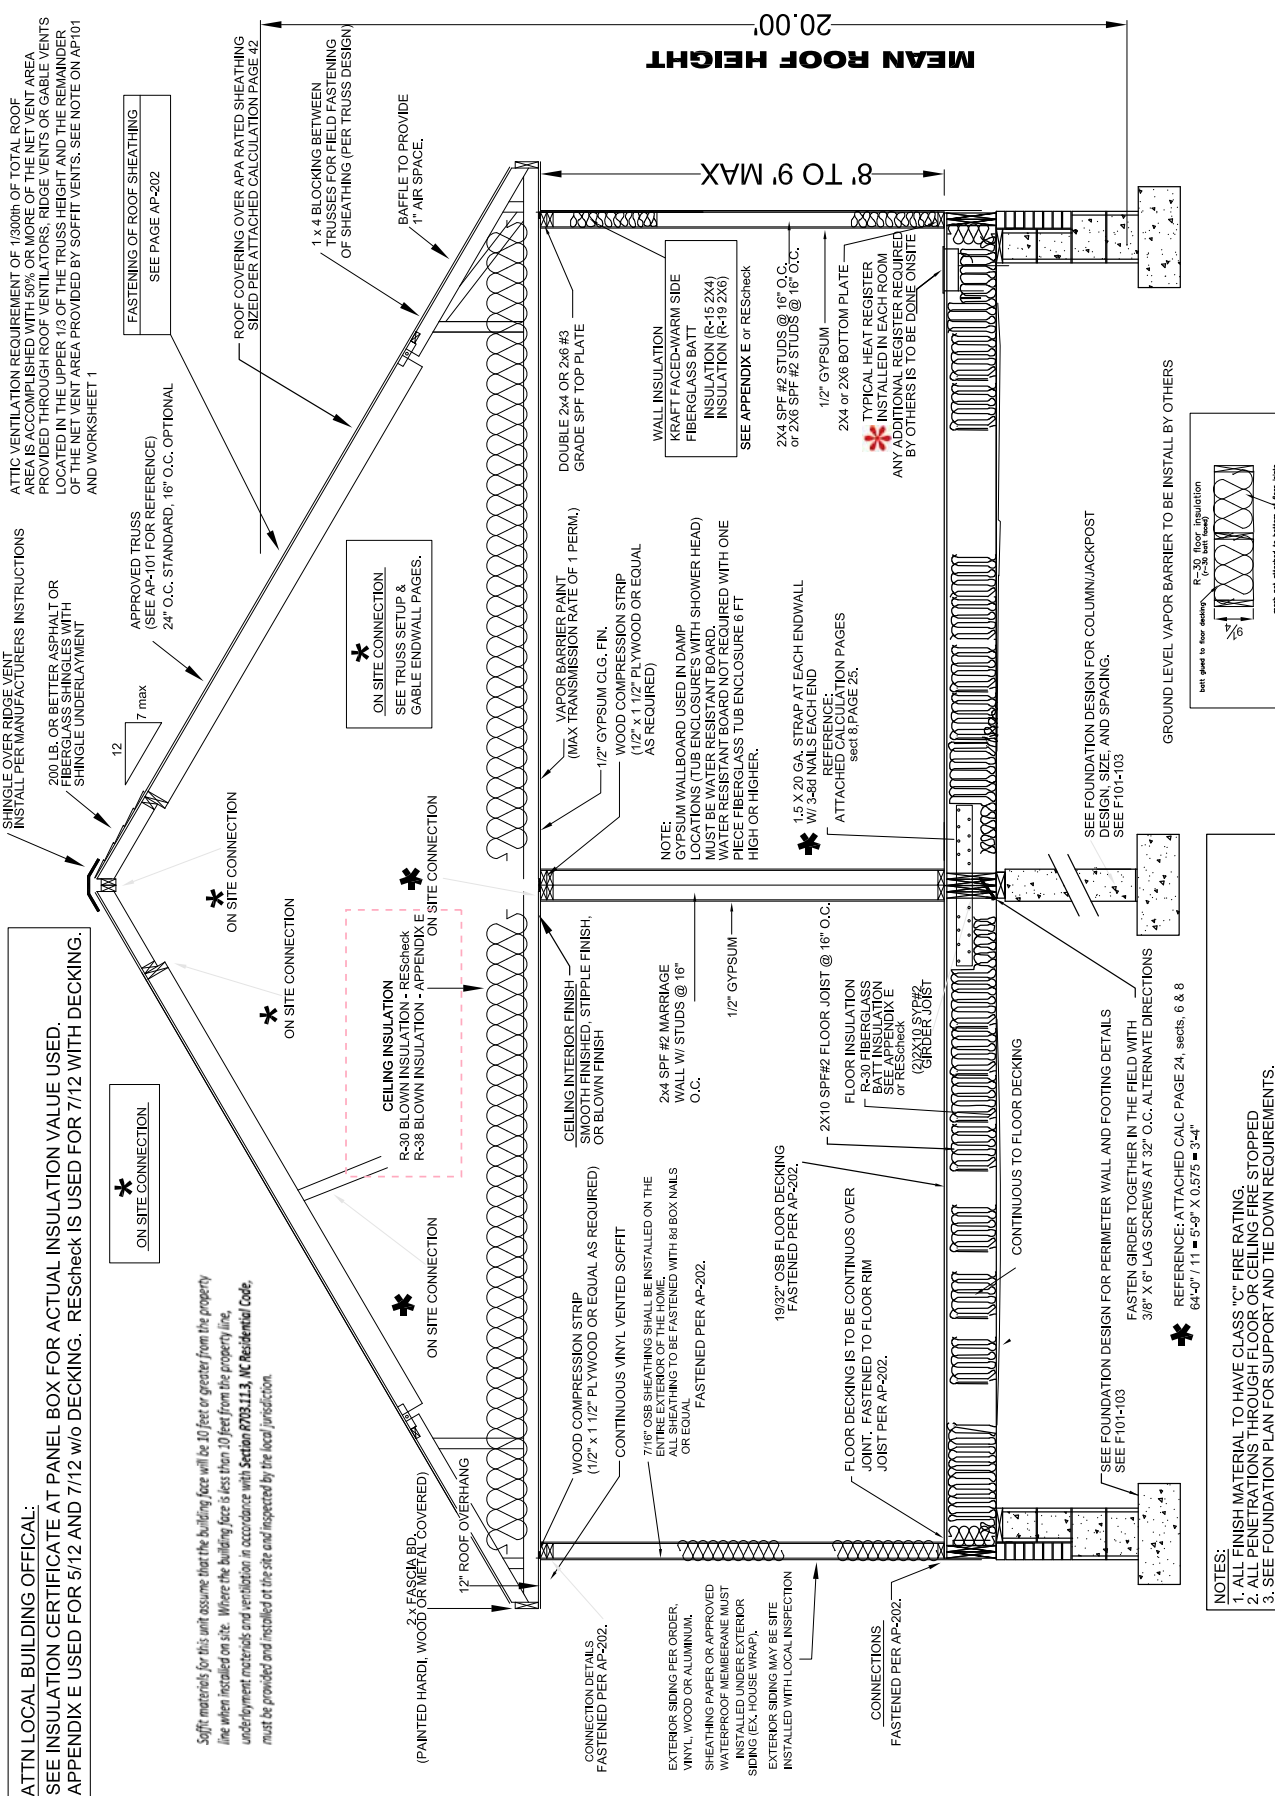 ATTN LOCAL BUILDING OFFICAL:
SEE INSULATION CERTIFICATE AT PANEL BOX FOR ACTUAL INSULATION VALUE USED.
APPENDIX E USED FOR 5/12 AND 7/12 w/o DECKING. REScheck IS USED FOR 7/12 WITH DECKING.
Soffit materials for this unit assume that the building face will be 10 feet or greater from the property
line when installed on site. Where the building face is less than 10 feet from the property line,
underlayment materials and ventilation in accordance with Section R703.11.3, NC Residential Code,
must be provided and installed at the site and inspected by the local jurisdiction.
* ON SITE CONNECTION
SHINGLE OVER RIDGE VENT
INSTALL PER MANUFACTURERS INSTRUCTIONS
200 LB. OR BETTER ASPHALT OR
FIBERGLASS SHINGLES WITH
SHINGLE UNDERLAYMENT
12
7 max
APPROVED TRUSS
(SEE AP-101 FOR REFERENCE)
24" O.C. STANDARD, 16" O.C. OPTIONAL
ATTIC VENTILATION REQUIREMENT OF 1/300th OF TOTAL ROOF
AREA IS ACCOMPLISHED WITH 50% OR MORE OF THE NET VENT AREA
PROVIDED THROUGH ROOF VENTILATORS, RIDGE VENTS OR GABLE VENTS
LOCATED IN THE UPPER 1/3 OF THE TRUSS HEIGHT AND THE REMAINDER
OF THE NET VENT AREA PROVIDED BY SOFFIT VENTS. SEE NOTE ON AP101
AND WORKSHEET 1
FASTENING OF ROOF SHEATHING
SEE PAGE AP-202
ROOF COVERING OVER APA RATED SHEATHING
SIZED PER ATTACHED CALCULATION PAGE 42
1 x 4 BLOCKING BETWEEN
TRUSSES FOR FIELD FASTENING
OF SHEATHING (PER TRUSS DESIGN)
BAFFLE TO PROVIDE
1" AIR SPACE.
* ON SITE CONNECTION
* ON SITE CONNECTION
* ON SITE CONNECTION
* ON SITE CONNECTION
* ON SITE CONNECTION
SEE TRUSS SETUP &
GABLE ENDWALL PAGES.
CEILING INSULATION
R-30 BLOWN INSULATION - REScheck
R-38 BLOWN INSULATION - APPENDIX E
2 x FASCIA BD.
(PAINTED HARDI, WOOD OR METAL COVERED)
12" ROOF OVERHANG
MEAN ROOF HEIGHT
20.00'
8' TO 9' MAX
CONNECTION DETAILS
FASTENED PER AP-202.
WOOD COMPRESSION STRIP
(1/2" x 1 1/2" PLYWOOD OR EQUAL AS REQUIRED)
CONTINUOUS VINYL VENTED SOFFIT
7/16" OSB SHEATHING SHALL BE INSTALLED ON THE
ENTIRE EXTERIOR OF THE HOME.
ALL SHEATHING TO BE FASTENED WITH 8d BOX NAILS
OR EQUAL
FASTENED PER AP-202.
EXTERIOR SIDING PER ORDER,
VINYL, WOOD OR ALUMINUM.
SHEATHING PAPER OR APPROVED
WATERPROOF MEMBERANE MUST
INSTALLED UNDER EXTERIOR
SIDING (EX. HOUSE WRAP).
EXTERIOR SIDING MAY BE SITE
INSTALLED WITH LOCAL INSPECTION
CONNECTIONS
FASTENED PER AP-202.
CEILING INTERIOR FINISH
SMOOTH FINISHED, STIPPLE FINISH,
OR BLOWN FINISH
2x4 SPF #2 MARRIAGE
WALL W/ STUDS @ 16"
O.C.
1/2" GYPSUM
19/32" OSB FLOOR DECKING
FASTENED PER AP-202.
2X10 SPF#2 FLOOR JOIST @ 16" O.C.
FLOOR DECKING IS TO BE CONTINUOS OVER
JOINT. FASTENED TO FLOOR RIM
JOIST PER AP-202.
FLOOR INSULATION
R-30 FIBERGLASS
BATT INSULATION
SEE APPENDIX E
or REScheck
(2)2X10 SYP#2
GIRDER JOIST
VAPOR BARRIER PAINT
(MAX TRANSMISSION RATE OF 1 PERM.)
1/2" GYPSUM CLG. FIN.
WOOD COMPRESSION STRIP
(1/2" x 1 1/2" PLYWOOD OR EQUAL
AS REQUIRED)
NOTE:
GYPSUM WALLBOARD USED IN DAMP
LOCATIONS (TUB ENCLOSURE'S WITH SHOWER HEAD)
MUST BE WATER RESISTANT BOARD.
WATER RESISTANT BOARD NOT REQUIRED WITH ONE
PIECE FIBERGLASS TUB ENCLOSURE 6 FT
HIGH OR HIGHER.
* 1.5 X 20 GA. STRAP AT EACH ENDWALL
W/ 3-8d NAILS EACH END
REFERENCE:
ATTACHED CALCULATION PAGES
sect 8,PAGE 25.
DOUBLE 2x4 OR 2x6 #3
GRADE SPF TOP PLATE
WALL INSULATION
KRAFT FACED-WARM SIDE
FIBERGLASS BATT
INSULATION (R-15 2X4)
INSULATION (R-19 2X6)
SEE APPENDIX E or REScheck
2X4 SPF #2 STUDS @ 16" O.C.
or 2X6 SPF #2 STUDS @ 16" O.C.
1/2" GYPSUM
2X4 or 2X6 BOTTOM PLATE
* TYPICAL HEAT REGISTER
INSTALLED IN EACH ROOM
ANY ADDITIONAL REGISTER REQUIRED
BY OTHERS IS TO BE DONE ONSITE
CONTINUOUS TO FLOOR DECKING
SEE FOUNDATION DESIGN FOR PERIMETER WALL AND FOOTING DETAILS
SEE F101-103
FASTEN GIRDER TOGETHER IN THE FIELD WITH
3/8" X 6" LAG SCREWS AT 32" O.C. ALTERNATE DIRECTIONS
* REFERENCE: ATTACHED CALC PAGE 24, sects, 6 & 8
64'-0" / 11 = 5'-9" X 0.575 = 3'-4"
SEE FOUNDATION DESIGN FOR COLUMN/JACKPOST
DESIGN, SIZE, AND SPACING.
SEE F101-103
GROUND LEVEL VAPOR BARRIER TO BE INSTALL BY OTHERS
batt glued to floor decking
R-30 floor insulation
(r-30 batt faced)
9¼
NOTES:
1. ALL FINISH MATERIAL TO HAVE CLASS "C" FIRE RATING.
2. ALL PENETRATIONS THROUGH FLOOR OR CEILING FIRE STOPPED
3. SEE FOUNDATION PLAN FOR SUPPORT AND TIE DOWN REQUIREMENTS.